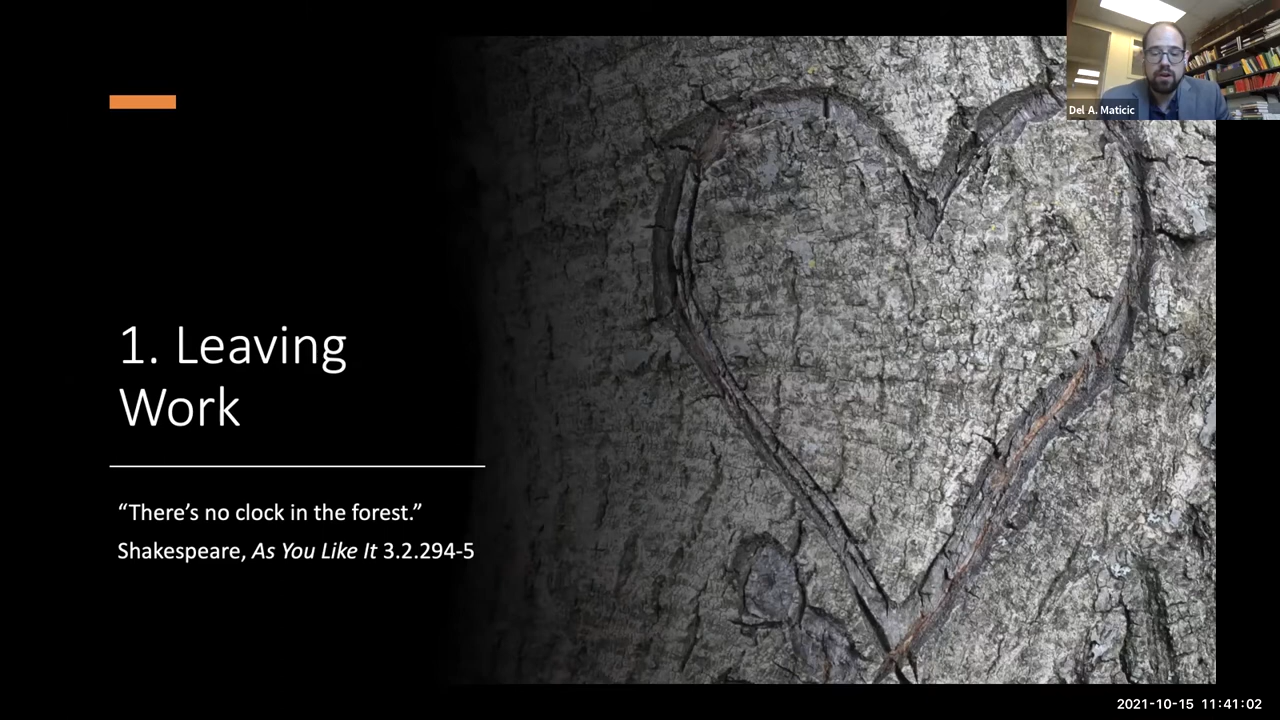 Del A. Maticic
1. Leaving
Work
“There’s no clock in the forest.”
Shakespeare, As You Like It 3.2.294-5
2021-10-15 11:41:02